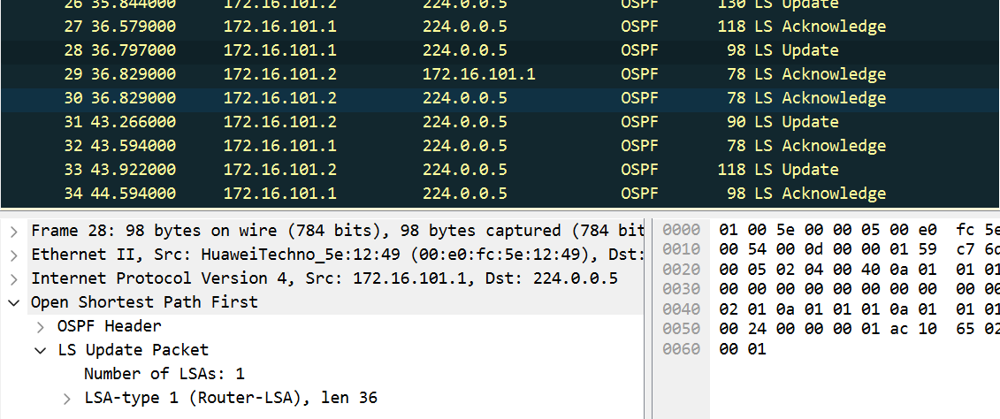 26 35.844000 172.16.101.2 224.0.0.5 OSPF 130 LS Update
27 36.579000 172.16.101.1 224.0.0.5 OSPF 118 LS Acknowledge
28 36.797000 172.16.101.1 224.0.0.5 OSPF 98 LS Update
29 36.829000 172.16.101.2 172.16.101.1 OSPF 78 LS Acknowledge
30 36.829000 172.16.101.2 224.0.0.5 OSPF 78 LS Acknowledge
31 43.266000 172.16.101.2 224.0.0.5 OSPF 90 LS Update
32 43.594000 172.16.101.1 224.0.0.5 OSPF 78 LS Acknowledge
33 43.922000 172.16.101.2 224.0.0.5 OSPF 118 LS Update
34 44.594000 172.16.101.1 224.0.0.5 OSPF 98 LS Acknowledge
Frame 28: 98 bytes on wire (784 bits), 98 bytes captured (784 bit
Ethernet II, Src: HuaweiTechno_5e:12:49 (00:e0:fc:5e:12:49), Dst:
Internet Protocol Version 4, Src: 172.16.101.1, Dst: 224.0.0.5
Open Shortest Path First
OSPF Header
LS Update Packet
Number of LSAs: 1
LSA-type 1 (Router-LSA), len 36
0000 01 00 5e 00 00 05 00 e0 fc 5e
0010 00 54 00 0d 00 00 01 59 c7 6d
0020 00 05 02 04 00 40 0a 01 01 01
0030 00 00 00 00 00 00 00 00 00 00
0040 02 01 0a 01 01 01 0a 01 01 01
0050 00 24 00 00 00 01 ac 10 65 02
0060 00 01